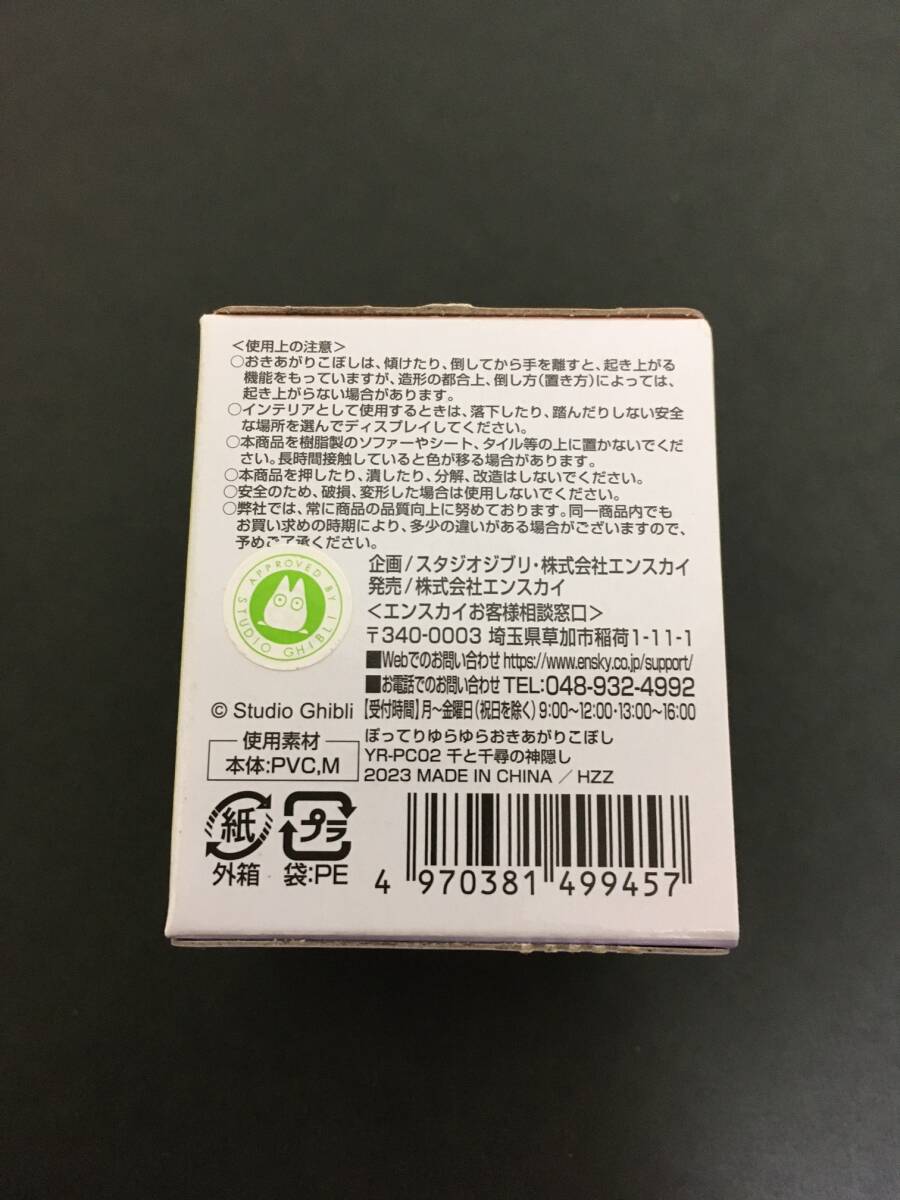 ＜使用上の注意＞
○おきあがりこぼしは、傾けたり、倒してから手を離すと、起き上がる
機能をもっていますが、造形の都合上、倒し方(置き方)によっては、
起き上がらない場合があります。
○インテリアとして使用するときは、落下したり、踏んだりしない安全
な場所を選んでディスプレイしてください。
○本商品を樹脂製のソファーやシート、タイル等の上に置かないでくだ
さい。長時間接触していると色が移る場合があります。
○本商品を押したり、潰したり、分解、改造はしないでください。
○安全のため、破損、変形した場合は使用しないでください。
○弊社では、常に商品の品質向上に努めております。同一商品内でも
お買い求めの時期により、多少の違いがある場合がございますので、
予めご了承ください。
APPROVED BY
STUDIO GHIBLI
企画/スタジオジブリ・株式会社エンスカイ
発売/株式会社エンスカイ
＜エンスカイお客様相談窓口＞
〒340-0003 埼玉県草加市稲荷1-11-1
■Webでのお問い合わせ https://www.ensky.co.jp/support/
■お電話でのお問い合わせ TEL:048-932-4992
© Studio Ghibli 【受付時間】月〜金曜日(祝日を除く) 9:00〜12:00・13:00〜16:00
使用素材
本体:PVC,M
ぽってりゆらゆらおきあがりこぼし
YR-PC02 千と千尋の神隠し
2023 MADE IN CHINA / HZZ
紙
外箱
プラ
袋:PE
4 970381 499457